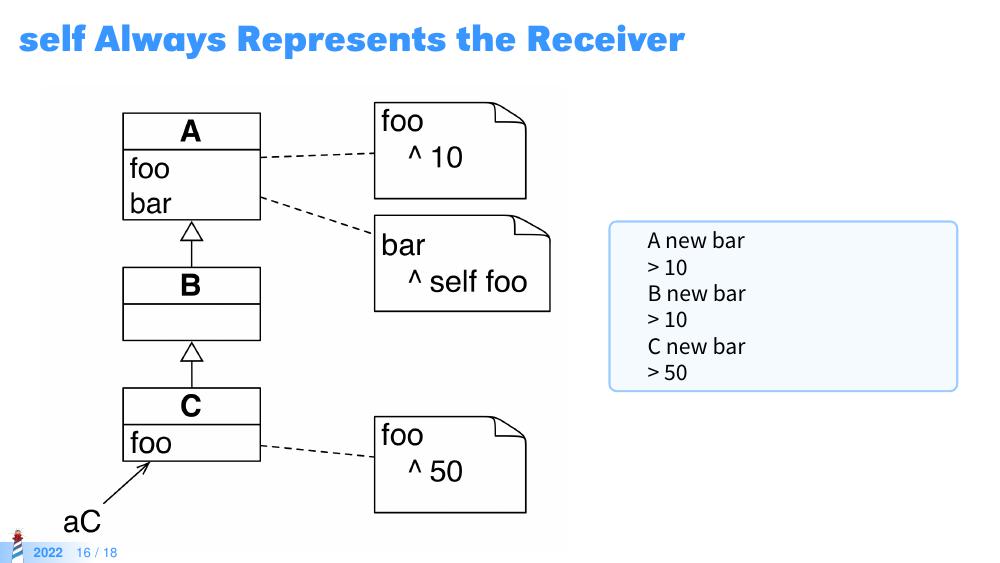 self Always Represents the Receiver
A
foo
bar
foo
^ 10
bar
^ self foo
B
C
foo
foo
^ 50
aC
A new bar
> 10
B new bar
> 10
C new bar
> 50
2022 16 / 18